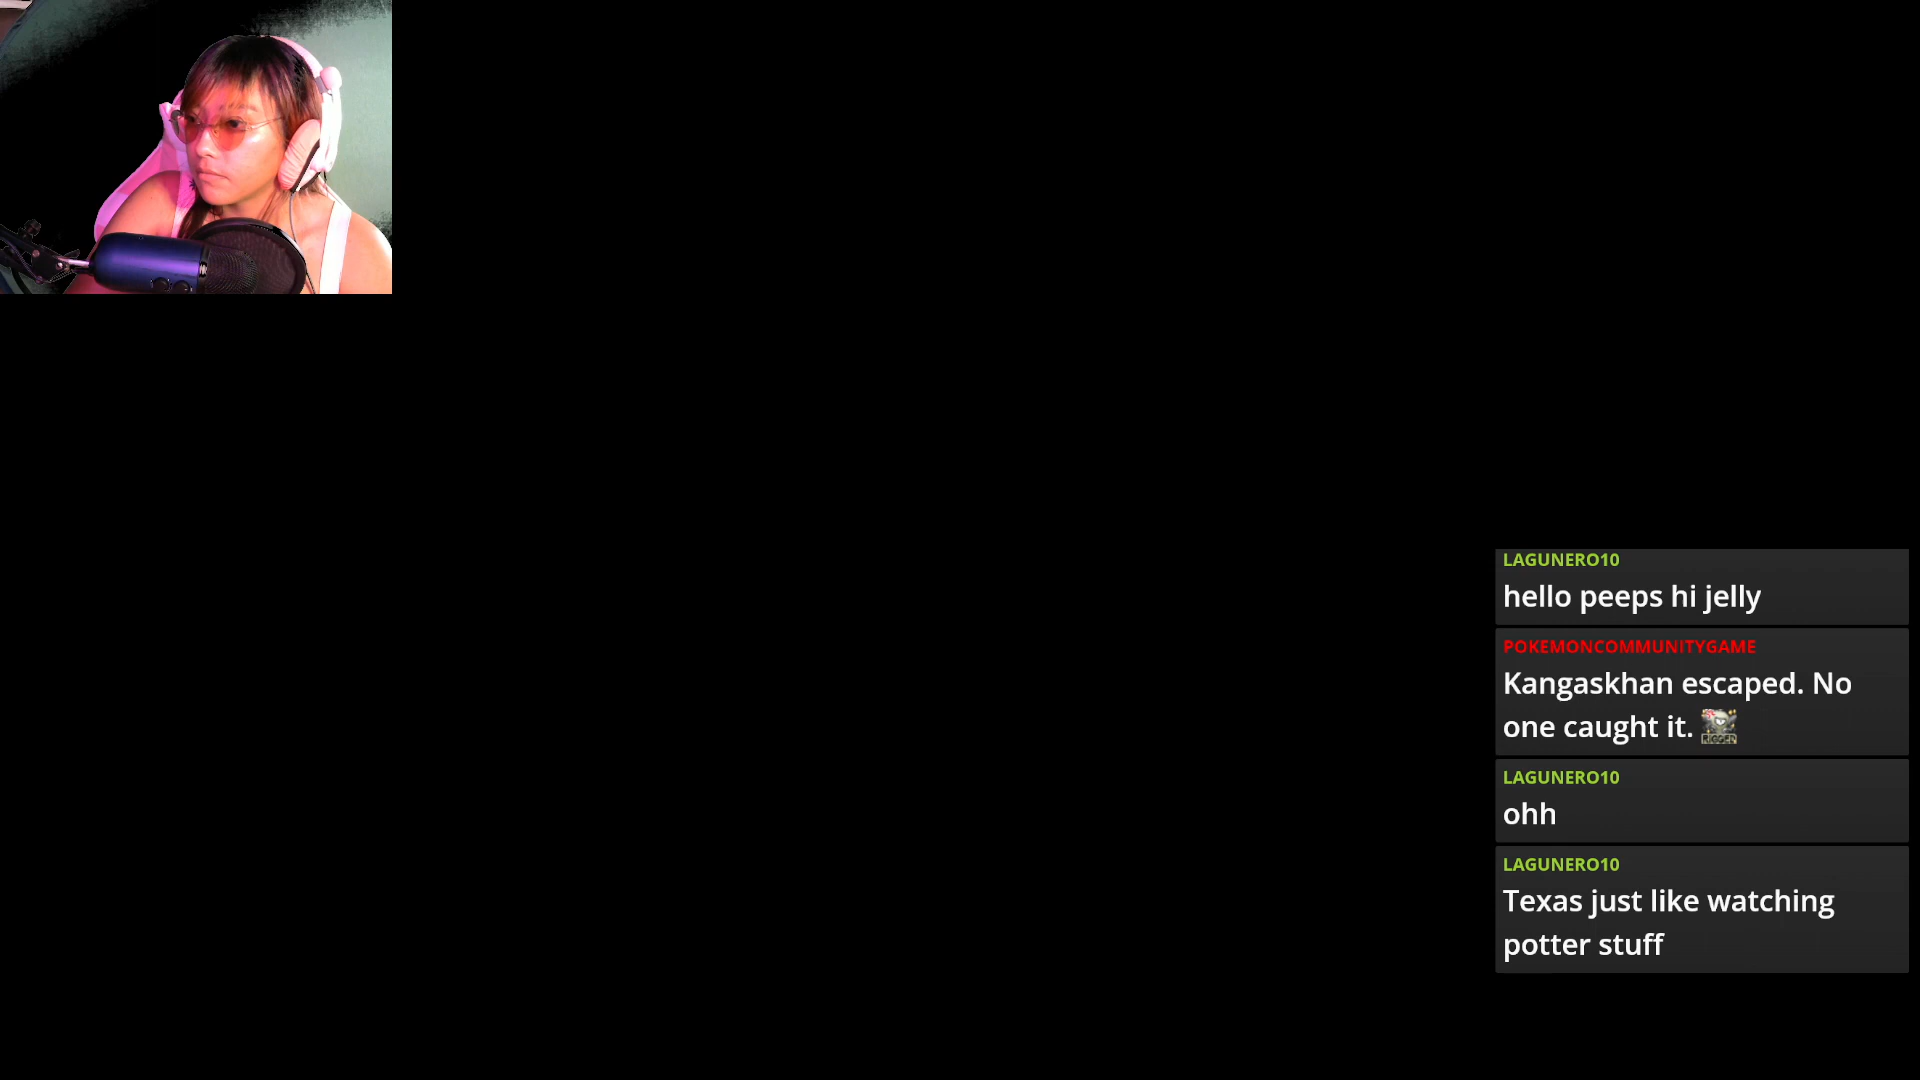 LAGUNERO10
hello peeps hi jelly
POKEMONCOMMUNITYGAME
Kangaskhan escaped. No
one caught it.
RIGGED
LAGUNERO10
ohh
LAGUNERO10
Texas just like watching
potter stuff